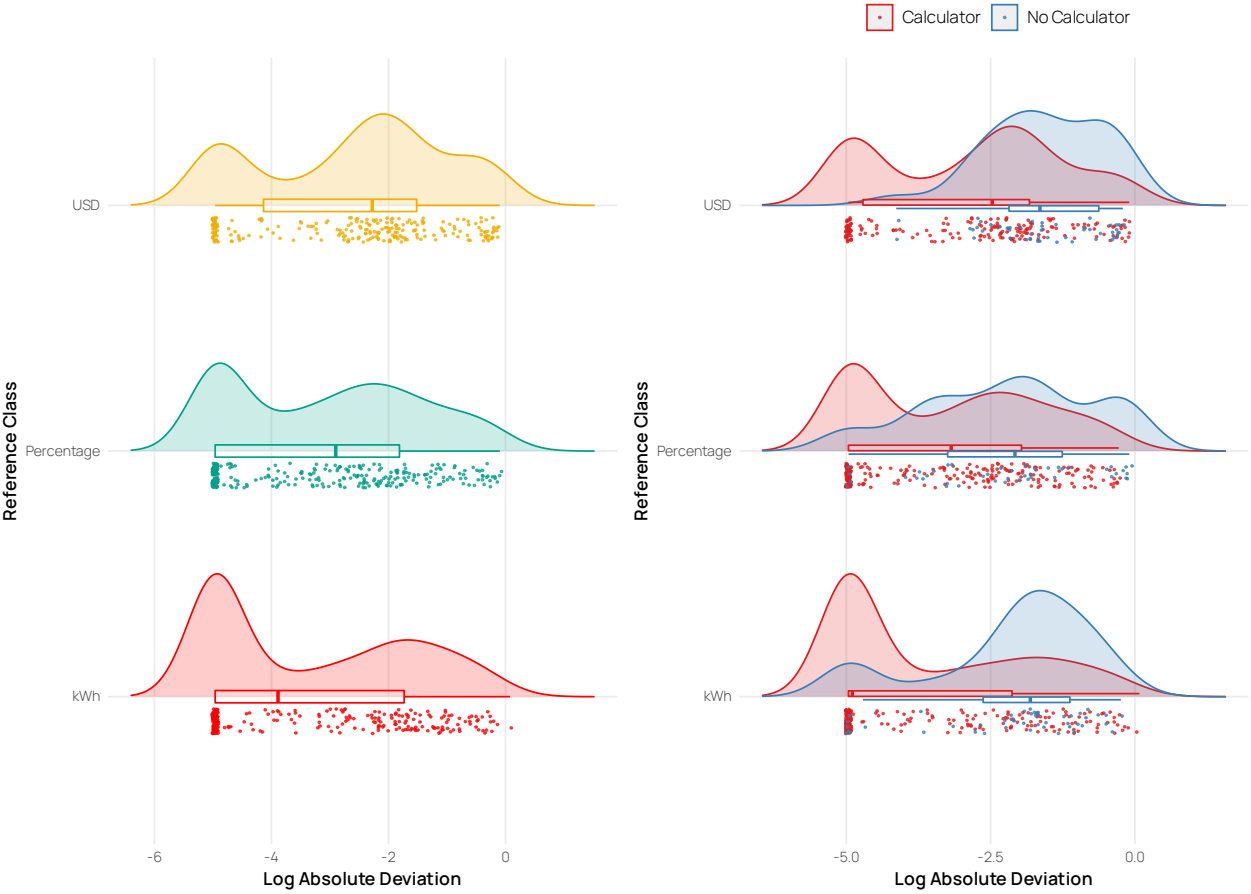 Calculator
No Calculator
Reference Class
USD
Percentage
kWh
-6
-4
-2
0
Log Absolute Deviation
Reference Class
USD
Percentage
kWh
-5.0
-2.5
0.0
Log Absolute Deviation